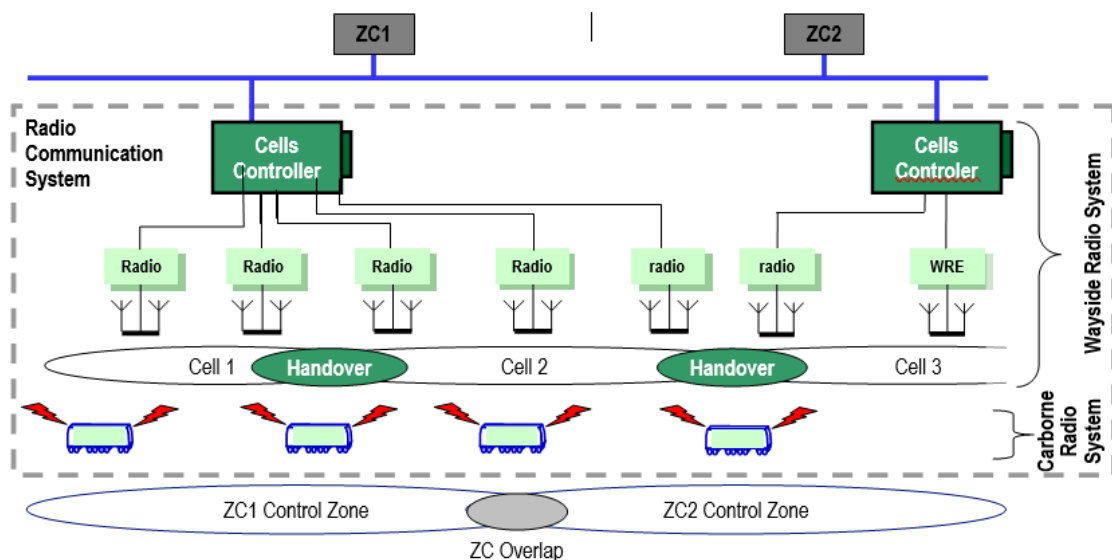 ZC1
ZC2
Radio
Communication
System
Cells
Controller
Cells
Controler
Wayside Radio System
Radio
Radio
Radio
Radio
radio
radio
WRE
Cell 1
Handover
Cell 2
Handover
Cell 3
Carborne
Radio
System
ZC1 Control Zone
ZC2 Control Zone
ZC Overlap